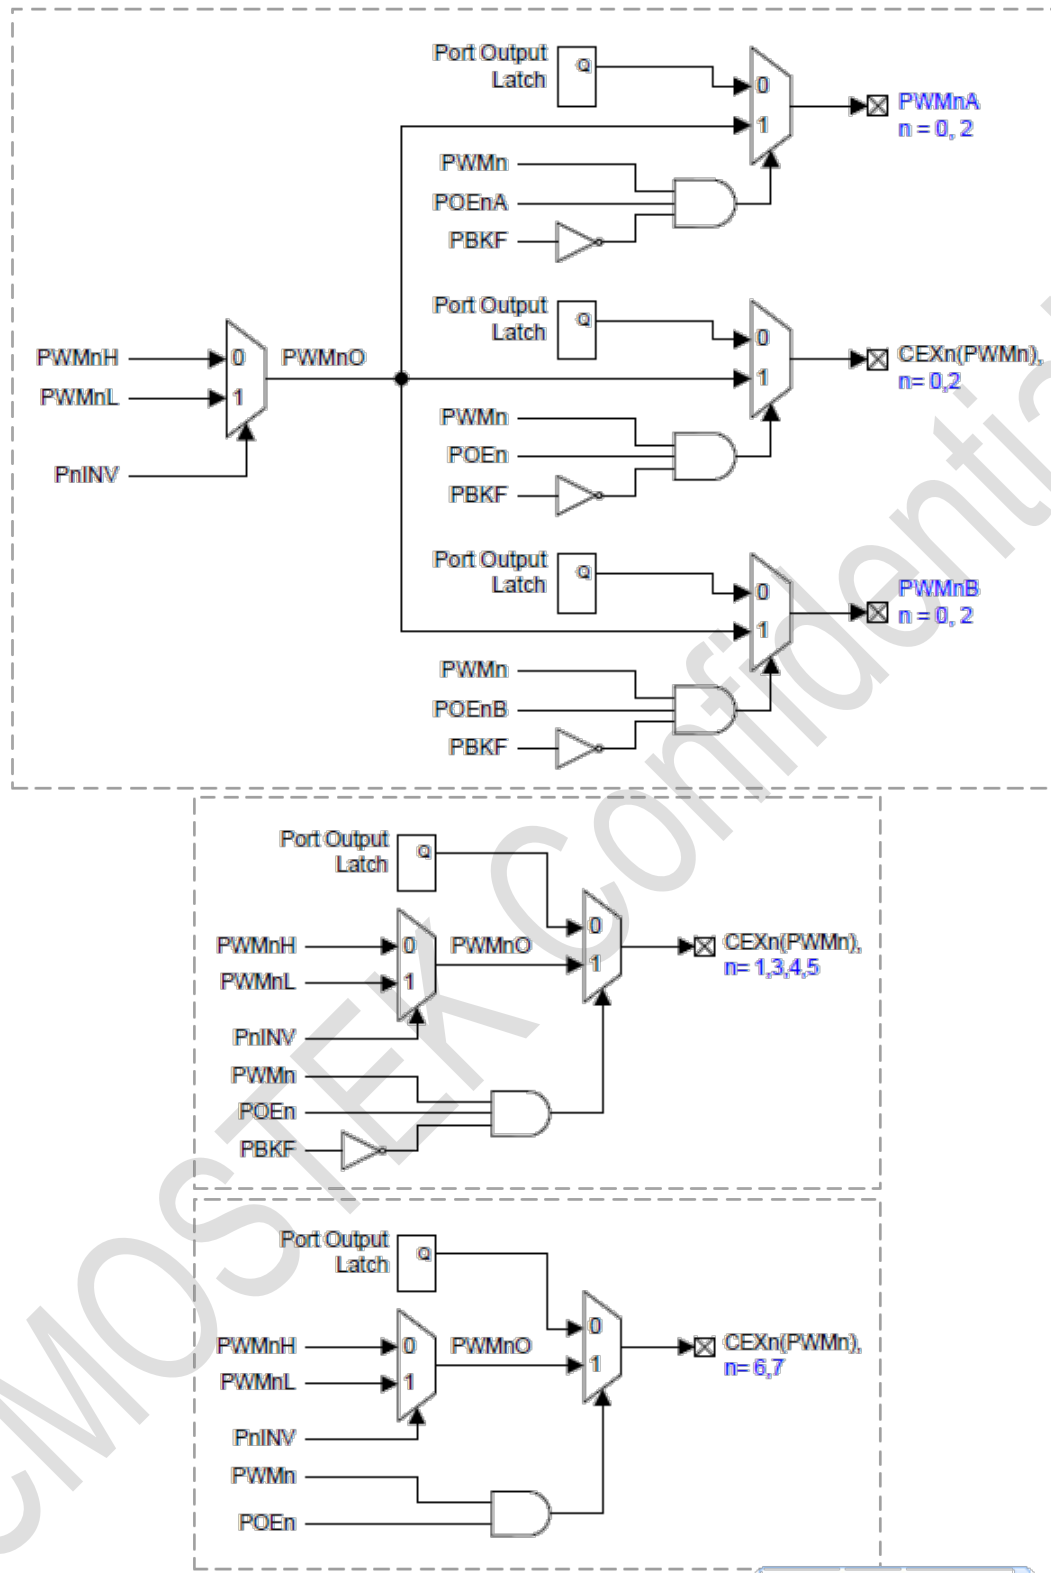 Port Output
Latch
Q
0
1
PWMnA
n = 0, 2
PWMn
POEnA
PBKF
Port Output
Latch
Q
0
1
CEXn(PWMn),
n= 0,2
PWMnH
PWMnL
0
1
PWMnO
PnINV
PWMn
POEn
PBKF
Port Output
Latch
Q
0
1
PWMnB
n = 0, 2
PWMn
POEnB
PBKF
Port Output
Latch
Q
0
1
CEXn(PWMn),
n= 1,3,4,5
PWMnH
PWMnL
0
1
PWMnO
PnINV
PWMn
POEn
PBKF
Port Output
Latch
Q
0
1
CEXn(PWMn),
n= 6,7
PWMnH
PWMnL
0
1
PWMnO
PnINV
PWMn
POEn
CMOSTEK Confidential